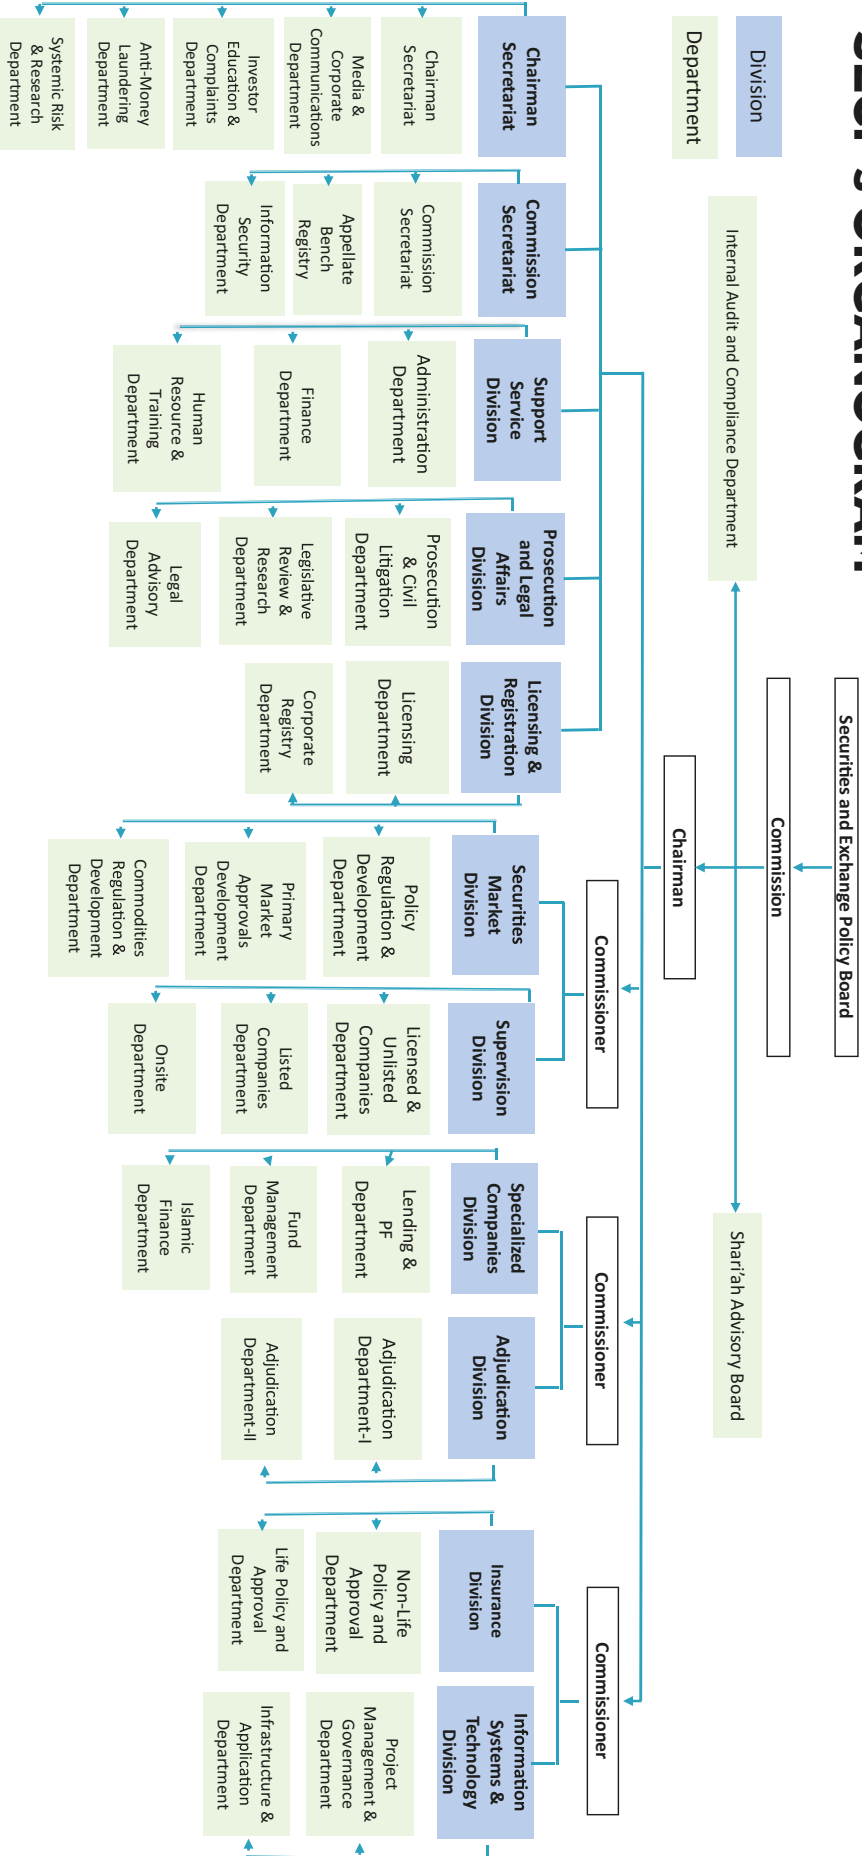 SECP's ORGANOGRAM
Division
Department
Securities and Exchange Policy Board
Commission
Internal Audit and Compliance Department
Shari'ah Advisory Board
Chairman
Commissioner
Commissioner
Commissioner
Chairman
Secretariat
Commission
Secretariat
Support
Service
Division
Prosecution
and Legal
Affairs
Division
Licensing &
Registration
Division
Securities
Market
Division
Supervision
Division
Specialized
Companies
Division
Adjudication
Division
Insurance
Division
Information
Systems &
Technology
Division
Chairman
Secretariat
Media &
Corporate
Communications
Department
Investor
Education &
Complaints
Department
Anti-Money
Laundering
Department
Systemic Risk
& Research
Department
Commission
Secretariat
Appellate
Bench
Registry
Information
Security
Department
Administration
Department
Finance
Department
Human
Resource &
Training
Department
Prosecution
& Civil
Litigation
Department
Legislative
Review &
Research
Department
Legal
Advisory
Department
Licensing
Department
Corporate
Registry
Department
Policy
Regulation &
Development
Department
Primary
Market
Approvals
Development
Department
Commodities
Regulation &
Development
Department
Licensed &
Unlisted
Companies
Department
Listed
Companies
Department
Onsite
Department
Lending &
PF
Department
Fund
Management
Department
Islamic
Finance
Department
Adjudication
Department-I
Adjudication
Department-II
Non-Life
Policy and
Approval
Department
Life Policy and
Approval
Department
Project
Management &
Governance
Department
Infrastructure &
Application
Department